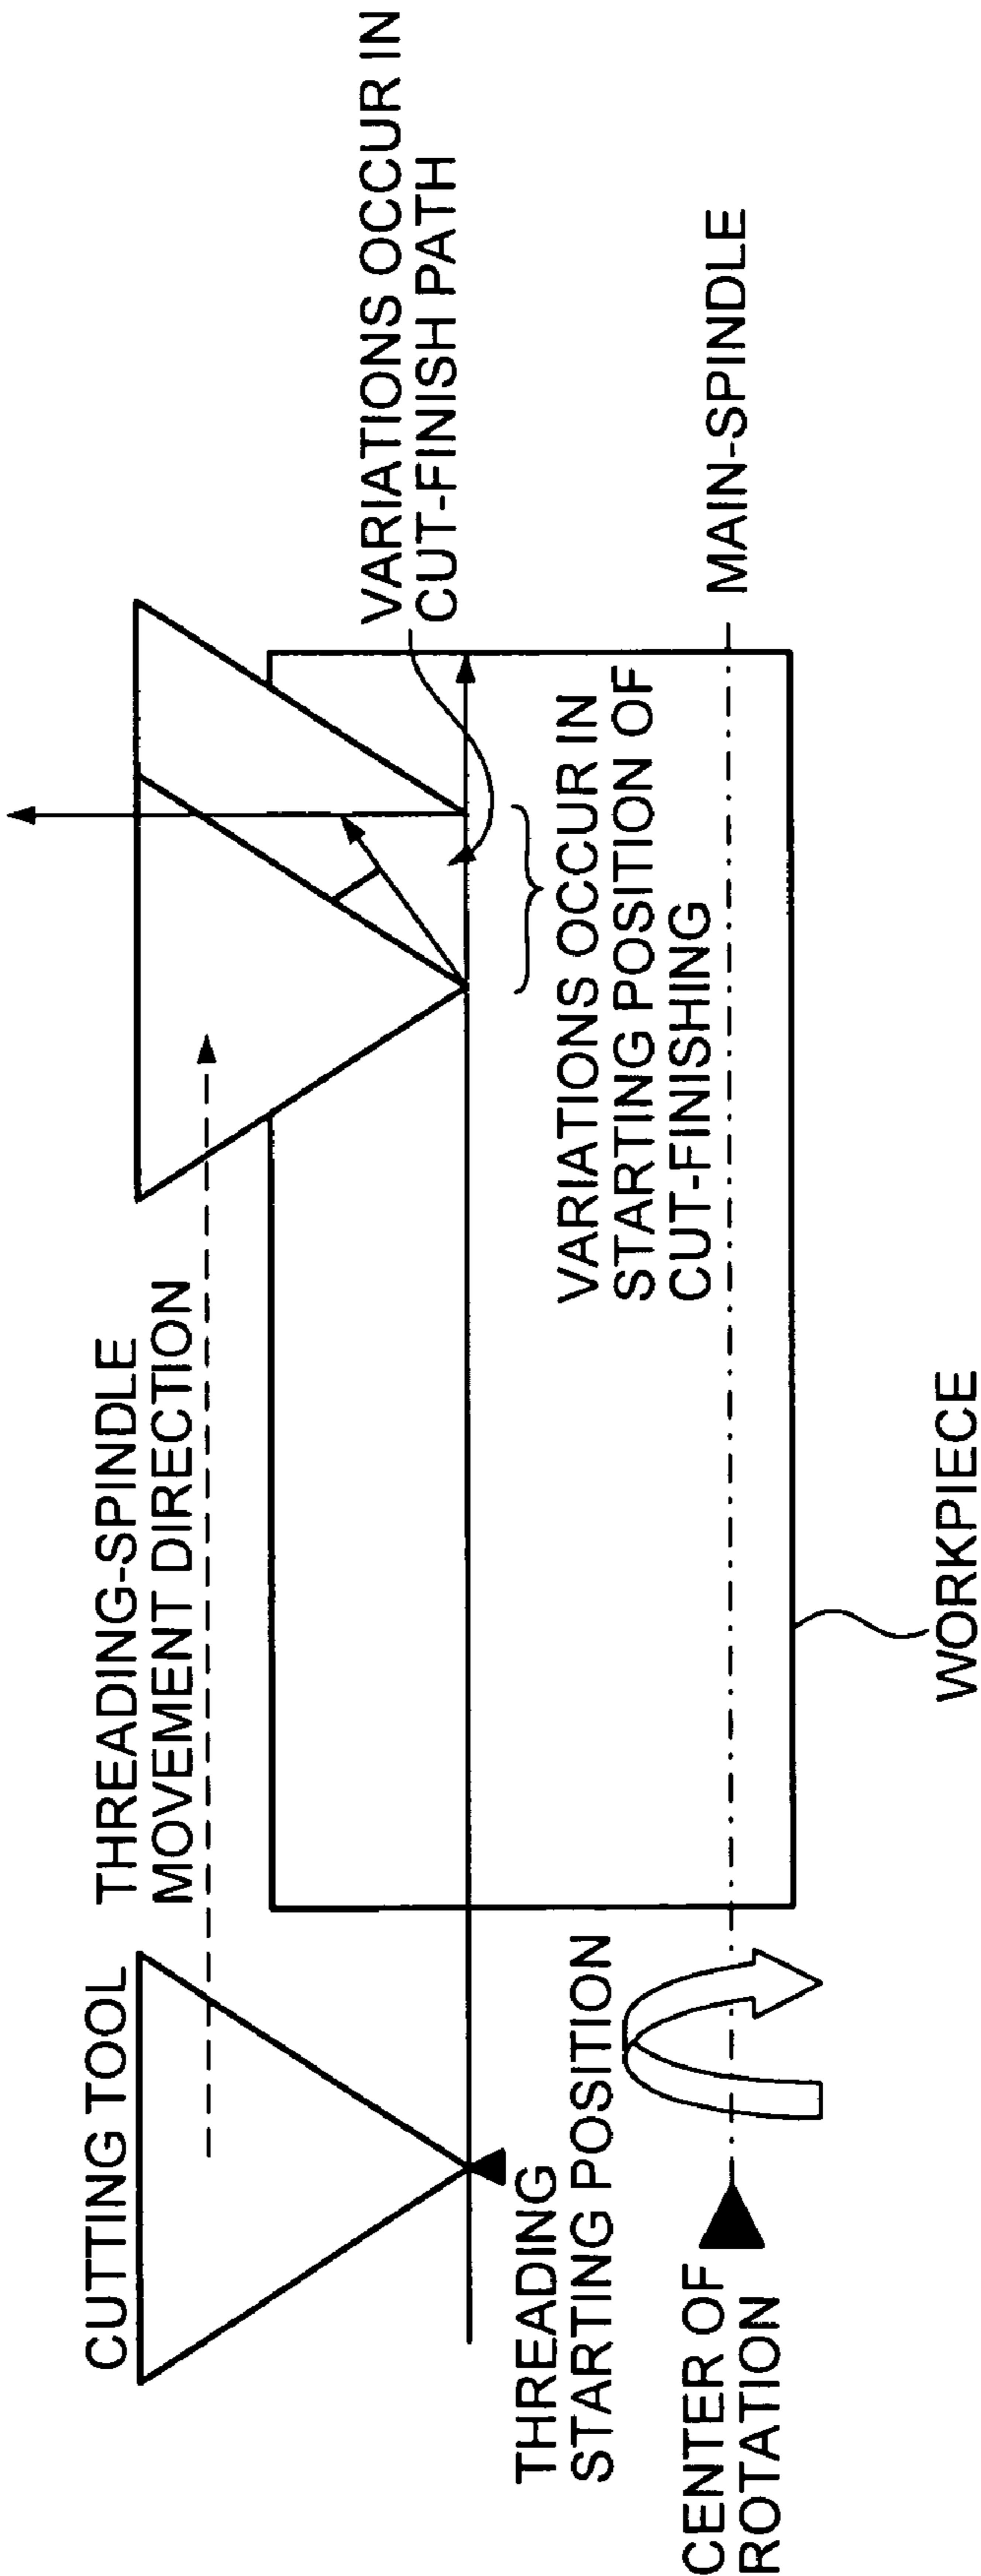 CUTTING TOOL
THREADING-SPINDLE
MOVEMENT DIRECTION
VARIATIONS OCCUR IN
CUT-FINISH PATH
THREADING
STARTING POSITION
VARIATIONS OCCUR IN
STARTING POSITION OF
CUT-FINISHING
CENTER OF
ROTATION
MAIN-SPINDLE
WORKPIECE